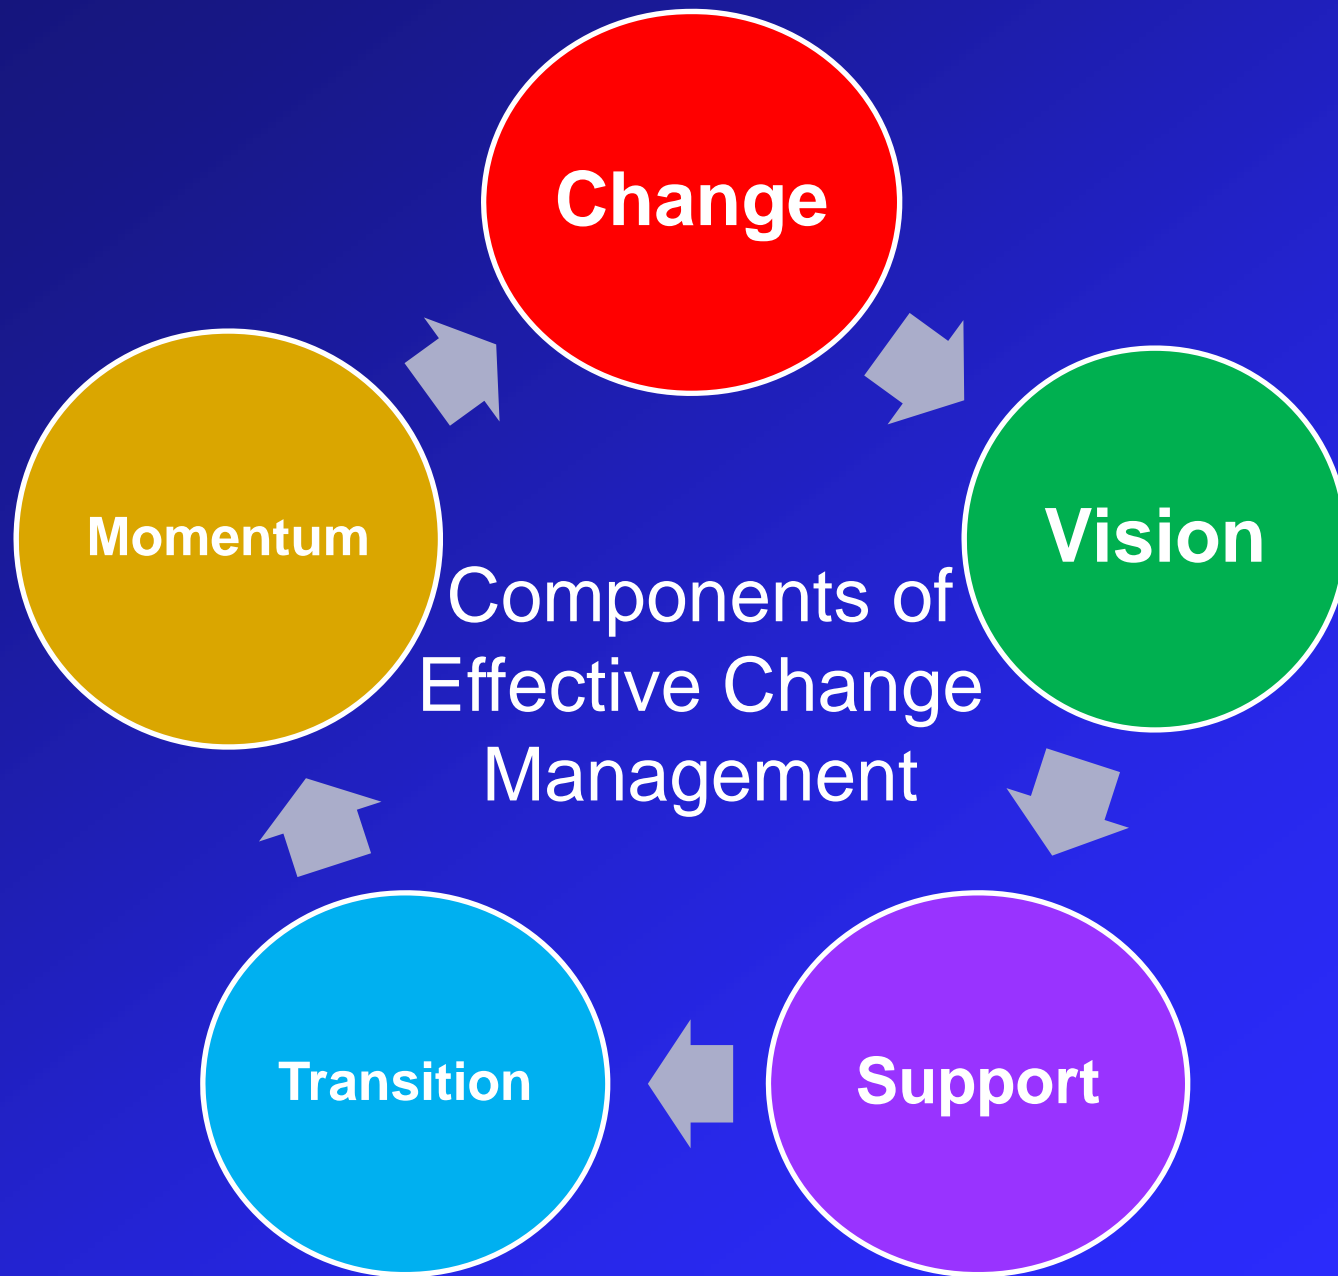 Change
Vision
Support
Transition
Momentum
Components of
Effective Change
Management